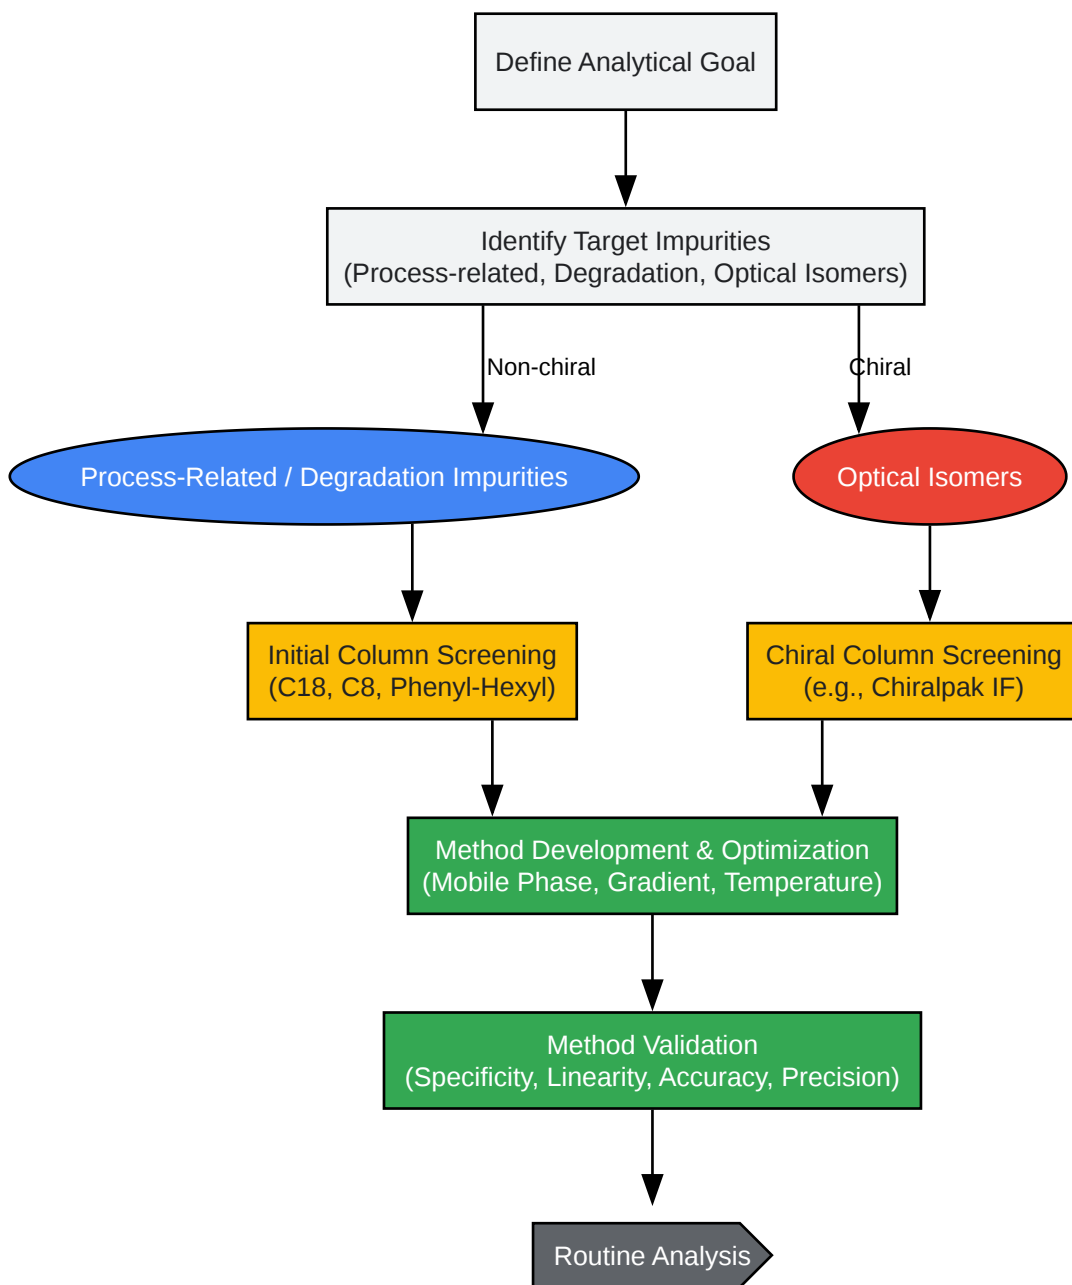 Define Analytical Goal
Identify Target Impurities
(Process-related, Degradation, Optical Isomers)
Non-chiral
Chiral
Process-Related / Degradation Impurities
Optical Isomers
Initial Column Screening
(C18, C8, Phenyl-Hexyl)
Chiral Column Screening
(e.g., Chiralpak IF)
Method Development & Optimization
(Mobile Phase, Gradient, Temperature)
Method Validation
(Specificity, Linearity, Accuracy, Precision)
Routine Analysis